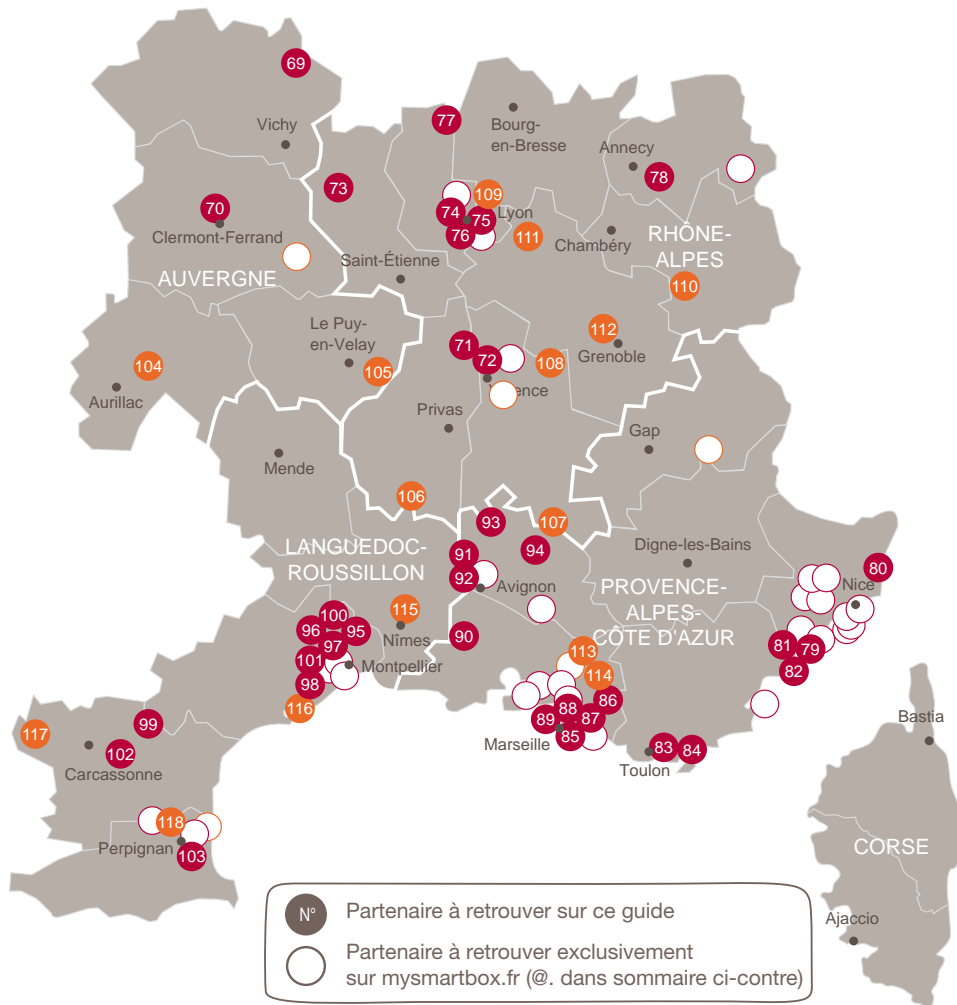 69
Vichy
77
Bourg-
en-Bresse
Annecy
78
73
70
Clermont-Ferrand
109
74
75
Lyon
76
111
Chambéry
RHÔNE-
ALPES
AUVERGNE
Saint-Étienne
110
Le Puy-
en-Velay
71
72
112
Grenoble
104
105
108
ence
Aurillac
Privas
Gap
Mende
106
93
107
LANGUEDOC-
ROUSSILLON
91
94
92
Avignon
Digne-les-Bains
80
Nice
PROVENCE-
ALPES-
CÔTE D'AZUR
115
Nîmes
100
96
95
97
90
101
Montpellier
98
116
113
114
81
79
82
86
88
89
87
85
Marseille
83
84
Toulon
117
99
102
Carcassonne
118
Perpignan
103
Bastia
CORSE
Ajaccio
N° Partenaire à retrouver sur ce guide
Partenaire à retrouver exclusivement
sur mysmartbox.fr (@. dans sommaire ci-contre)